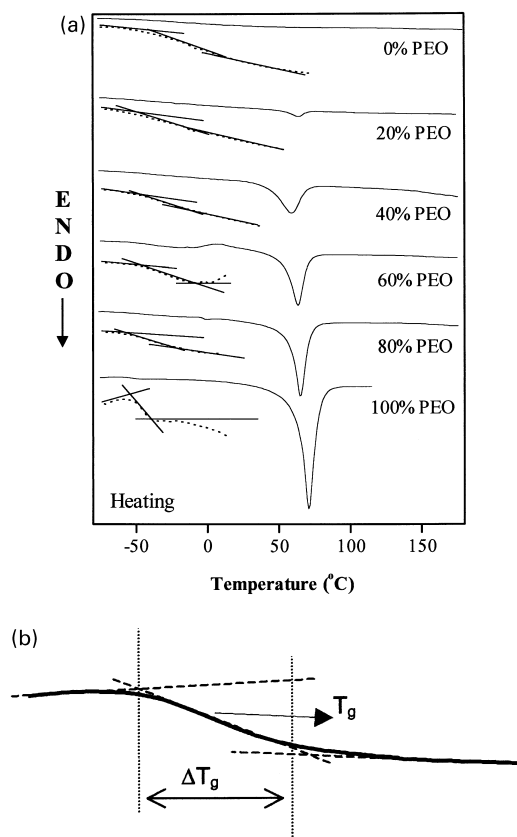 (a)
0% PEO
20% PEO
40% PEO
60% PEO
80% PEO
100% PEO
E
N
D
O
Heating
-50
0
50
100
150
Temperature (°C)
(b)
Tg
ΔTg